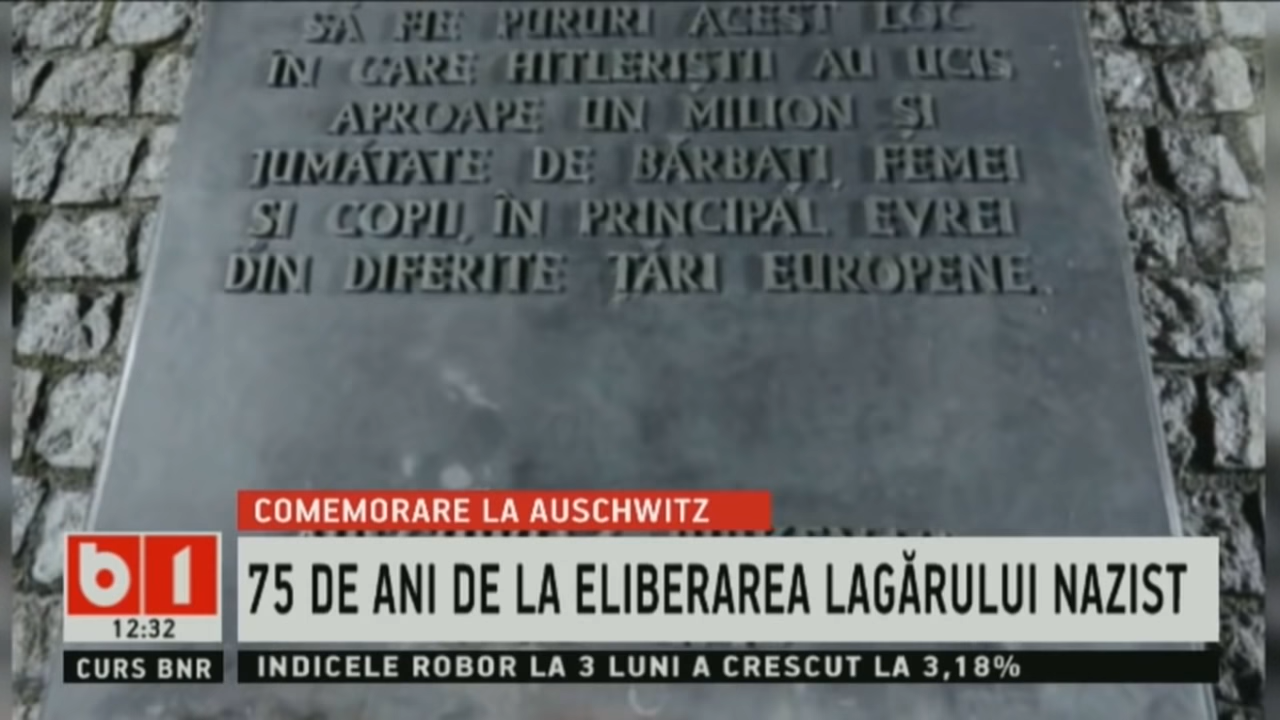 SĂ FIE PURURI ACEST LOC
ÎN CARE HITLERIȘTII AU UCIS
APROAPE UN MILION ȘI
JUMĂTATE DE BĂRBAȚI, FEMEI
ȘI COPII, ÎN PRINCIPAL EVREI
DIN DIFERITE ȚĂRI EUROPENE.
COMEMORARE LA AUSCHWITZ
b1
75 DE ANI DE LA ELIBERAREA LAGĂRULUI NAZIST
12:32
CURS BNR
INDICELE ROBOR LA 3 LUNI A CRESCUT LA 3,18%